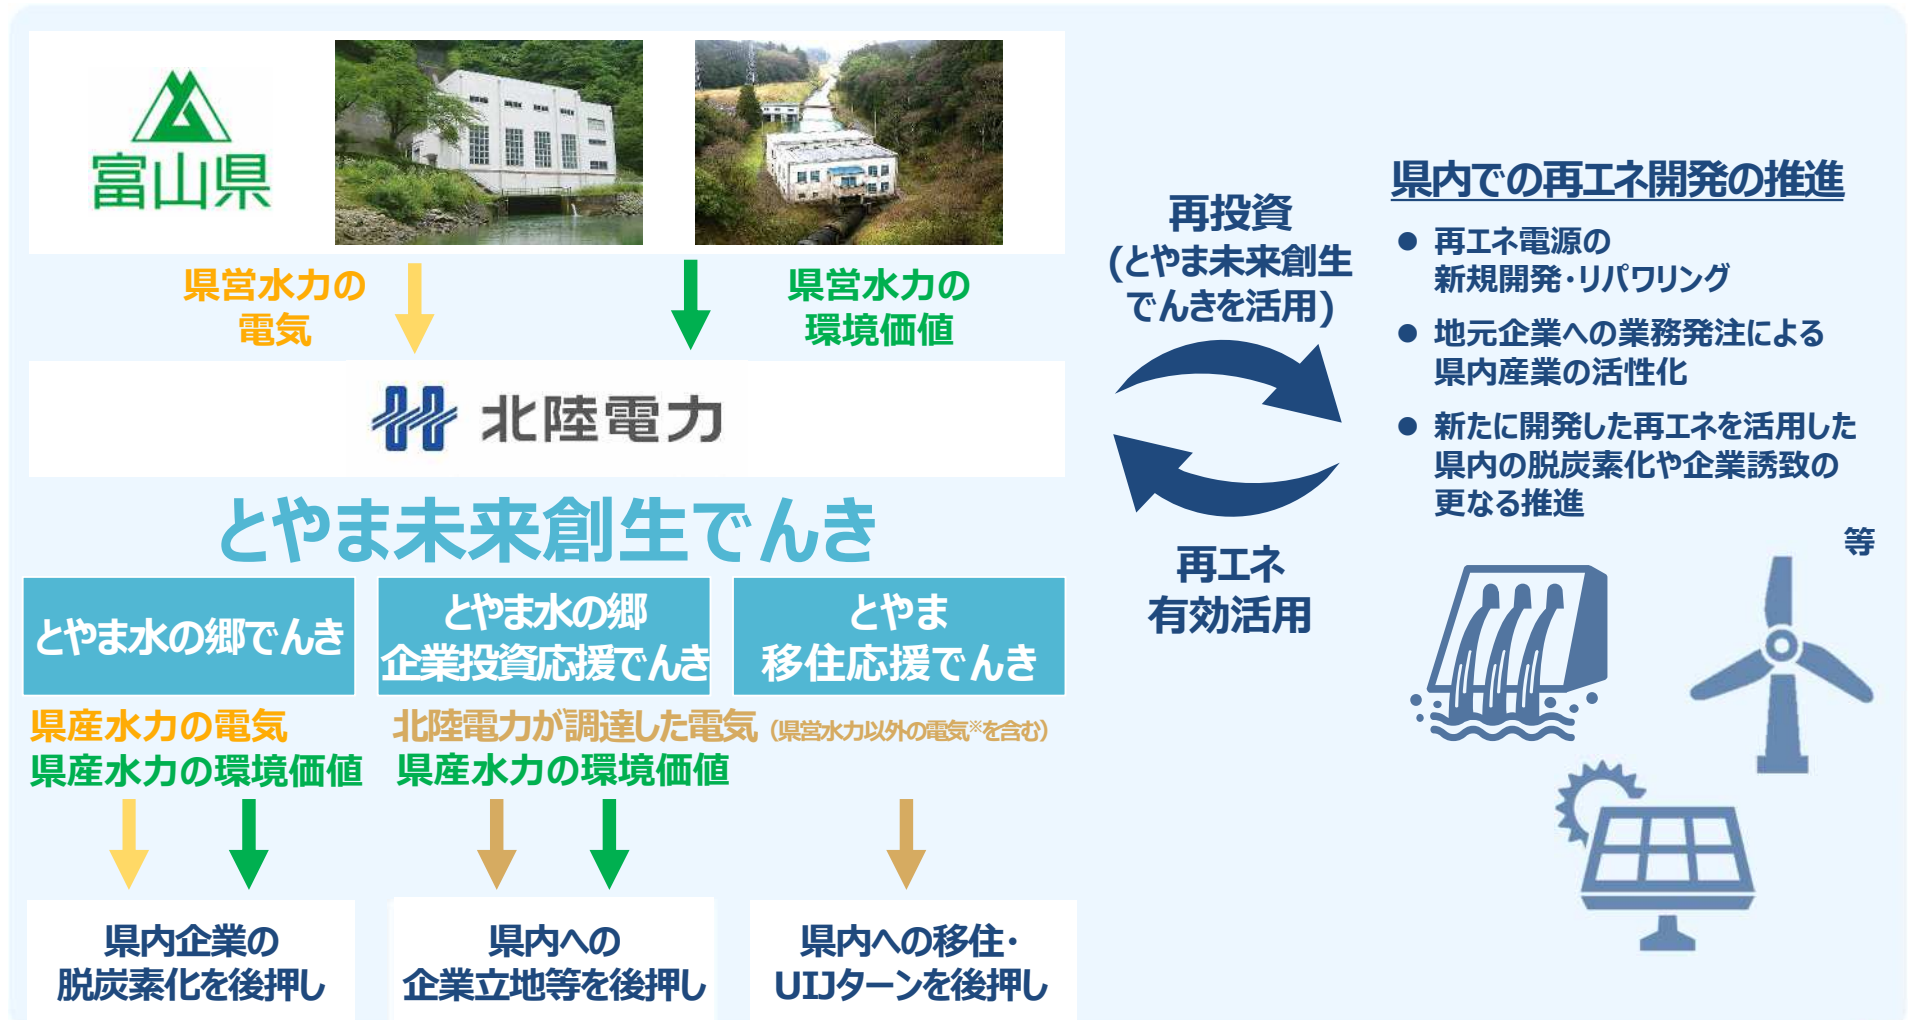 富山県
県営水力の
電気
県営水力の
環境価値
北陸電力
とやま未来創生でんき
とやま水の郷でんき
とやま水の郷
企業投資応援でんき
とやま
移住応援でんき
県産水力の電気
県産水力の環境価値
北陸電力が調達した電気（県営水力以外の電気※を含む）
県産水力の環境価値
県内企業の
脱炭素化を後押し
県内への
企業立地等を後押し
県内への移住・
UIJターンを後押し
再投資
(とやま未来創生
でんきを活用)
再エネ
有効活用
県内での再エネ開発の推進
● 再エネ電源の
新規開発・リパワリング
● 地元企業への業務発注による
県内産業の活性化
● 新たに開発した再エネを活用した
県内の脱炭素化や企業誘致の
更なる推進
等